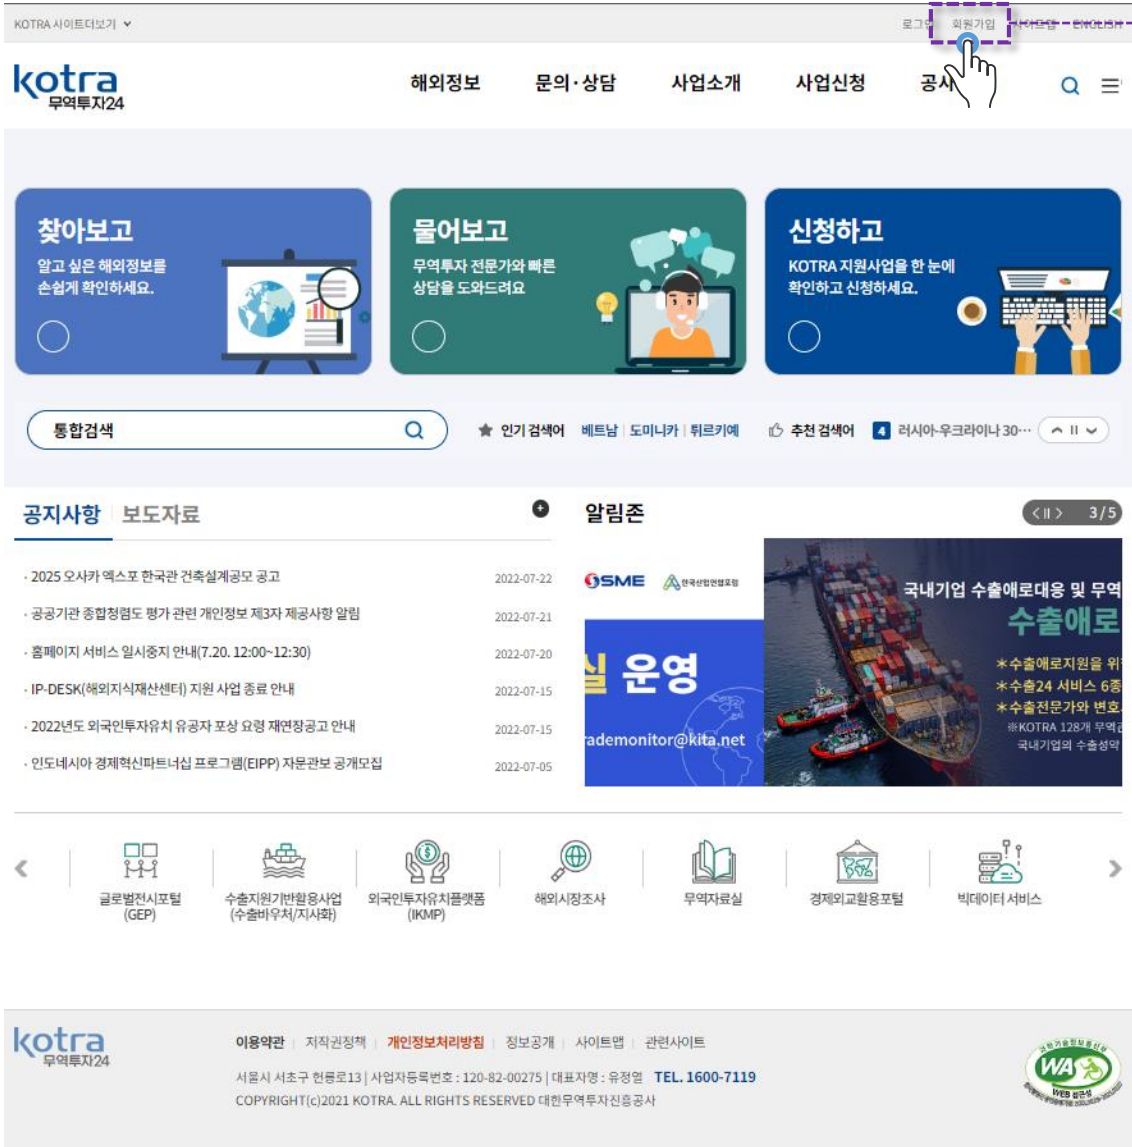 KOTRA 사이트더보기
로그인 회원가입 사이트맵 ENGLISH
kotra
무역투자24
해외정보 문의·상담 사업소개 사업신청 공사
찾아보고
알고 싶은 해외정보를
손쉽게 확인하세요.
물어보고
무역투자 전문가와 빠른
상담을 도와드려요
신청하고
KOTRA 지원사업을 한 눈에
확인하고 신청하세요.
통합검색
인기 검색어 베트남 도미니카 튀르키예
추천 검색어 4 러시아-우크라이나 30···
공지사항 보도자료
알림존
3/5
· 2025 오사카 엑스포 한국관 건축설계공모 공고 2022-07-22
· 공공기관 종합청렴도 평가 관련 개인정보 제3자 제공사항 알림 2022-07-21
· 홈페이지 서비스 일시중지 안내(7.20. 12:00~12:30) 2022-07-20
· IP-DESK(해외지식재산센터) 지원 사업 종료 안내 2022-07-15
· 2022년도 외국인투자유치 유공자 포상 요령 재연장공고 안내 2022-07-15
· 인도네시아 경제혁신파트너십 프로그램(EIPP) 자문관보 공개모집 2022-07-05
SME 한국산업연합포럼
실 운영
rademonitor@kita.net
국내기업 수출애로대응 및 무역
수출애로
*수출애로지원을 위
*수출24 서비스 6종
*수출전문가와 변호
※KOTRA 128개 무역관
국내기업의 수출성약
글로벌전시포털
(GEP)
수출지원기반활용사업
(수출바우처/지사화)
외국인투자유치플랫폼
(IKMP)
해외시장조사
무역자료실
경제외교활용포털
빅데이터 서비스
kotra
무역투자24
이용약관 저작권정책 개인정보처리방침 정보공개 사이트맵 관련사이트
서울시 서초구 헌릉로13 | 사업자등록번호 : 120-82-00275 | 대표자명 : 유정열 TEL. 1600-7119
COPYRIGHT(c)2021 KOTRA. ALL RIGHTS RESERVED 대한무역투자진흥공사
과학기술정보통신부
WA
WEB 접근성